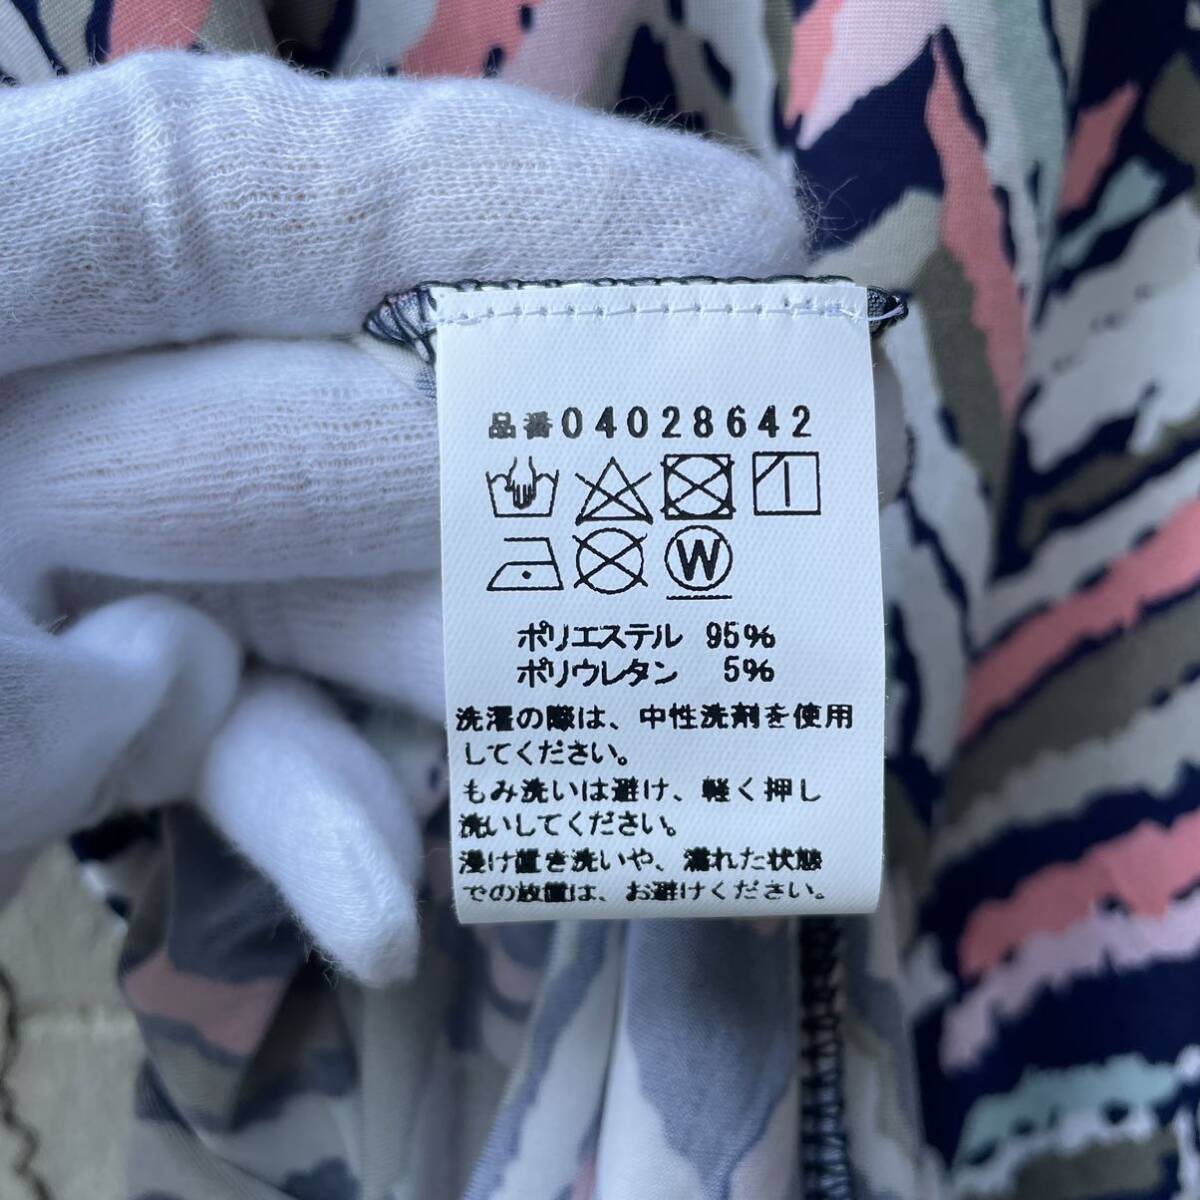 品番04028642
W
ポリエステル 95%
ポリウレタン 5%
洗濯の際は、中性洗剤を使用
してください。
もみ洗いは避け、軽く押し
洗いしてください。
浸け置き洗いや、濡れた状態
での放置は、お避けください。